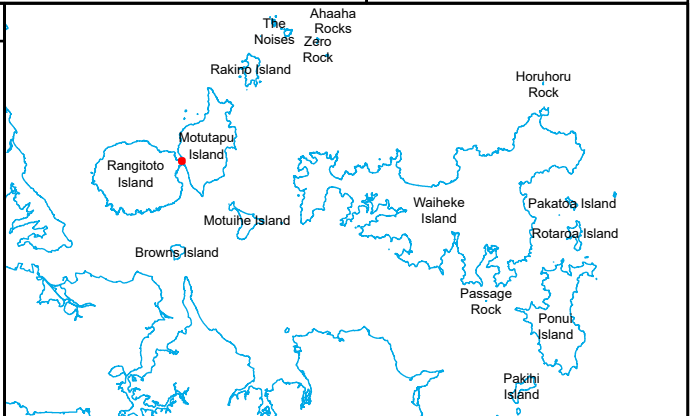 The
Noises
Ahaaha
Rocks
Zero
Rock
Rakino Island
Horuhoru
Rock
Motutapu
Island
Rangitoto
Island
Waiheke
Island
Pakatoa Island
Motuihe Island
Rotaroa Island
Browns Island
Passage
Rock
Ponui
Island
Pakihi
Island